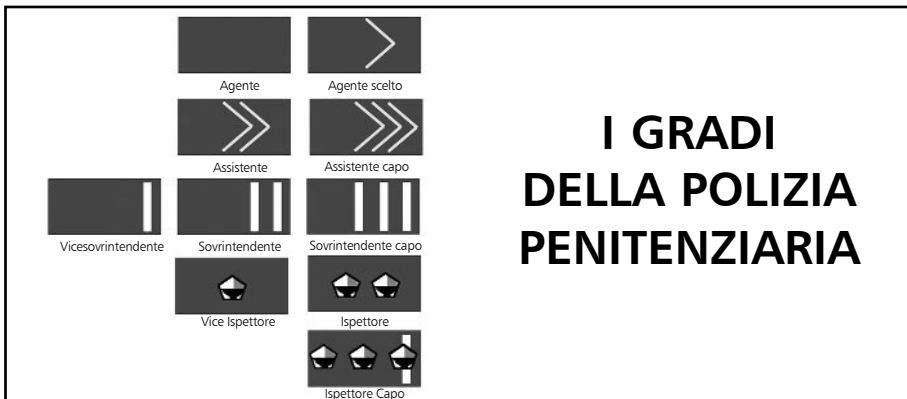 Agente
Agente scelto
Assistente
Assistente capo
Vicesovrintendente
Sovrintendente
Sovrintendente capo
Vice Ispettore
Ispettore
Ispettore Capo
I GRADI
DELLA POLIZIA
PENITENZIARIA